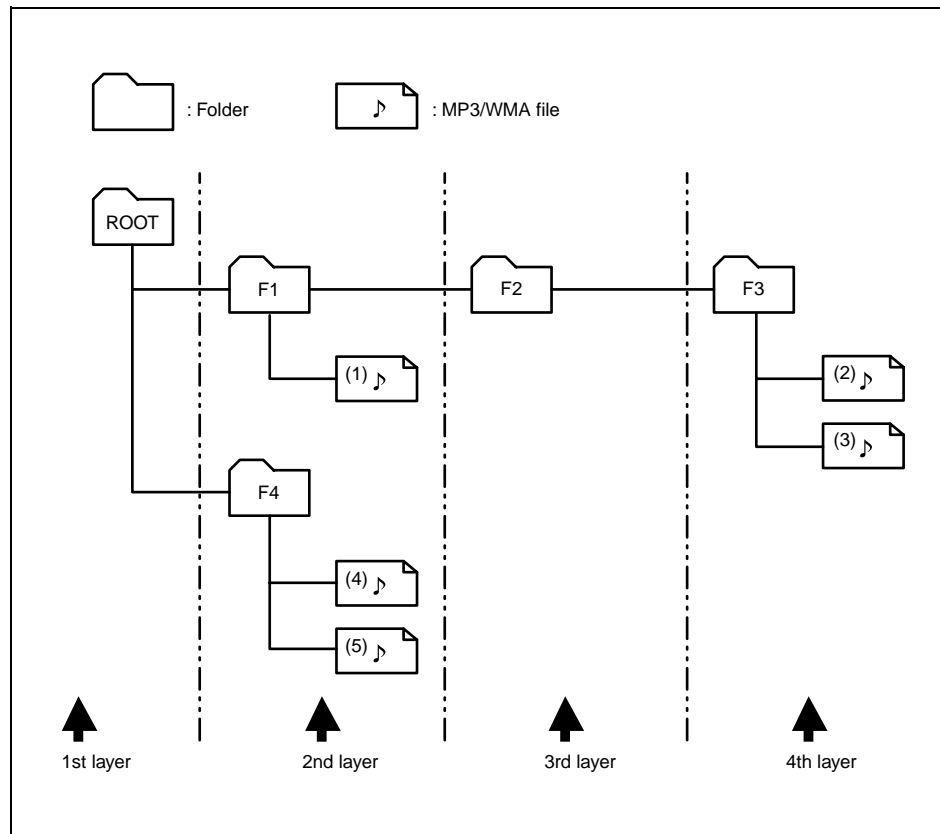 : Folder
: MP3/WMA file
ROOT
F1
F2
F3
(1)
(2)
(3)
F4
(4)
(5)
1st layer
2nd layer
3rd layer
4th layer